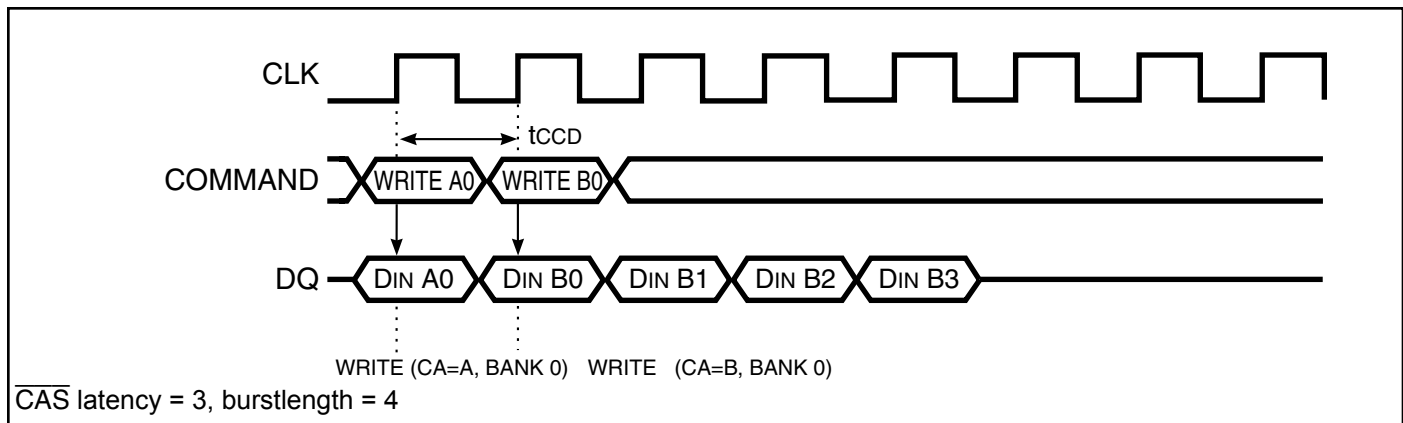 CLK
tCCD
COMMAND WRITE A0 WRITE B0
DQ DIN A0 DIN B0 DIN B1 DIN B2 DIN B3
WRITE (CA=A, BANK 0) WRITE (CA=B, BANK 0)
CAS latency = 3, burstlength = 4